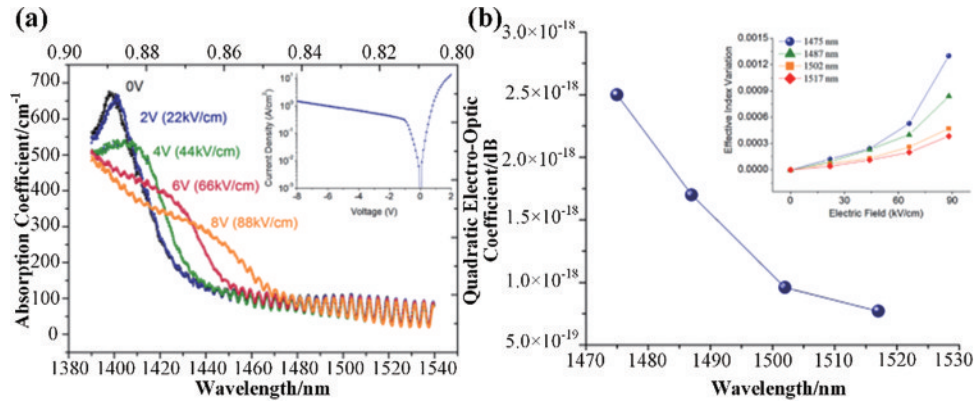 (a)
0.90 0.88 0.86 0.84 0.82 0.80
Absorption Coefficient/cm⁻¹
700
600
500
400
300
200
100
0
0V
2V (22kV/cm)
4V (44kV/cm)
6V (66kV/cm)
8V (88kV/cm)
Current Density (A/cm²)
10¹
10⁰
10⁻¹
10⁻²
-8 -6 -4 -2 0 2
Voltage (V)
1380 1400 1420 1440 1460 1480 1500 1520 1540
Wavelength/nm
(b)
Quadratic Electro-Optic
Coefficient/dB
3.0×10⁻¹⁸
2.5×10⁻¹⁸
2.0×10⁻¹⁸
1.5×10⁻¹⁸
1.0×10⁻¹⁸
5.0×10⁻¹⁹
1475 nm
1487 nm
1502 nm
1517 nm
Effective Index Variation
0.0015
0.0012
0.0009
0.0006
0.0003
0.0000
0 30 60 90
Electric Field (kV/cm)
1470 1480 1490 1500 1510 1520 1530
Wavelength/nm